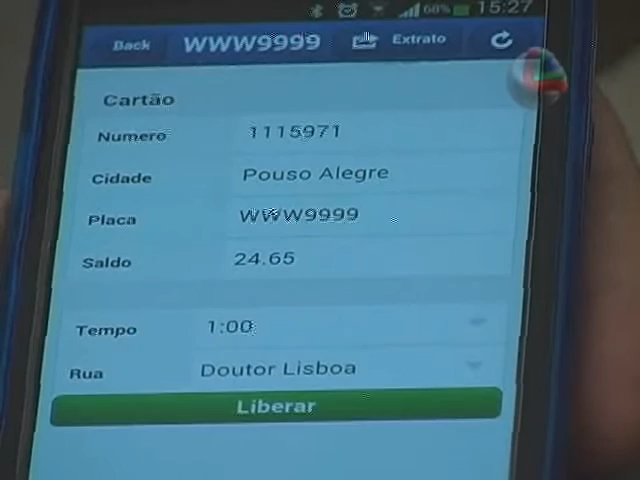 68% 15:27
Back WWW9999 Extrato
Cartão
Numero 1115971
Cidade Pouso Alegre
Placa WWW9999
Saldo 24.65
Tempo 1:00
Rua Doutor Lisboa
Liberar